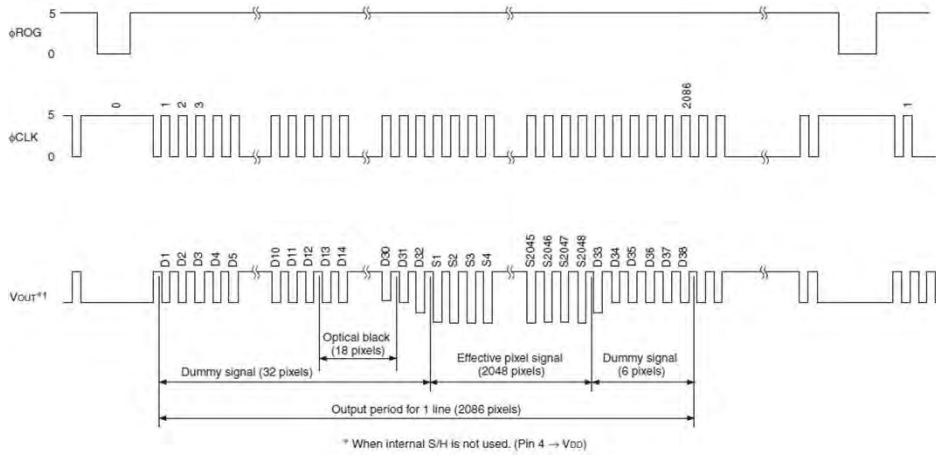 5
φROG
0
0
1
2
3
2086
1
5
φCLK
0
D1
D2
D3
D4
D5
D10
D11
D12
D13
D14
D30
D31
D32
S1
S2
S3
S4
S2045
S2046
S2047
S2048
D33
D34
D35
D36
D37
D38
VOUT*1
Optical black
(18 pixels)
Dummy signal (32 pixels)
Effective pixel signal
(2048 pixels)
Dummy signal
(6 pixels)
Output period for 1 line (2086 pixels)
* When internal S/H is not used. (Pin 4 → VDD)